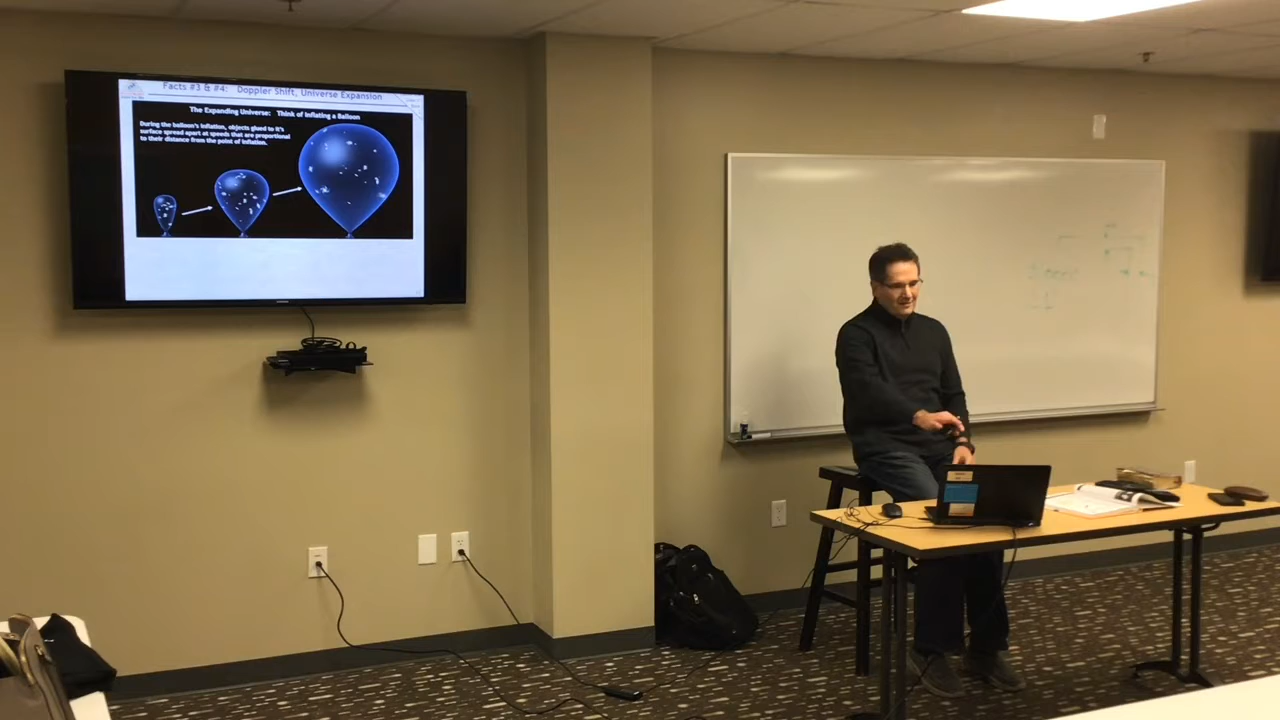 Facts #3 & #4: Doppler Shift, Universe Expansion
The Expanding Universe: Think of Inflating a Balloon
During the balloon's inflation, objects glued to it's
surface spread apart at speeds that are proportional
to their distance from the point of inflation.